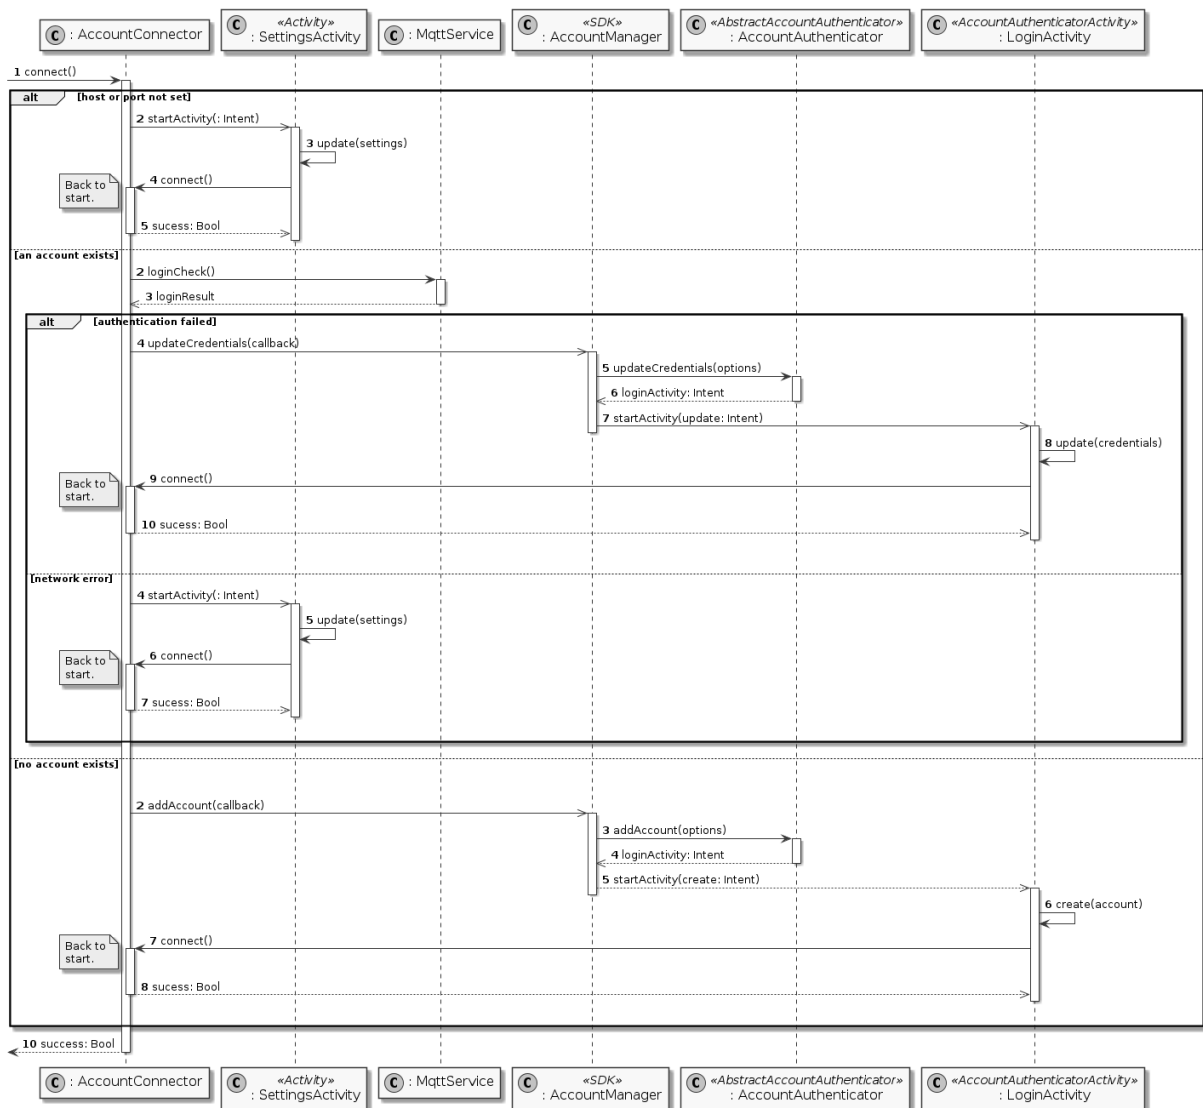 C : AccountConnector
C «Activity»
: SettingsActivity
C : MqttService
C «SDK»
: AccountManager
C «AbstractAccountAuthenticator»
: AccountAuthenticator
C «AccountAuthenticatorActivity»
: LoginActivity
1 connect()
alt [host or port not set]
2 startActivity(: Intent)
3 update(settings)
Back to
start.
4 connect()
5 sucess: Bool
[an account exists]
2 loginCheck()
3 loginResult
alt [authentication failed]
4 updateCredentials(callback)
5 updateCredentials(options)
6 loginActivity: Intent
7 startActivity(update: Intent)
8 update(credentials)
Back to
start.
9 connect()
10 sucess: Bool
[network error]
4 startActivity(: Intent)
5 update(settings)
Back to
start.
6 connect()
7 sucess: Bool
[no account exists]
2 addAccount(callback)
3 addAccount(options)
4 loginActivity: Intent
5 startActivity(create: Intent)
6 create(account)
Back to
start.
7 connect()
8 sucess: Bool
10 success: Bool
C : AccountConnector
C «Activity»
: SettingsActivity
C : MqttService
C «SDK»
: AccountManager
C «AbstractAccountAuthenticator»
: AccountAuthenticator
C «AccountAuthenticatorActivity»
: LoginActivity